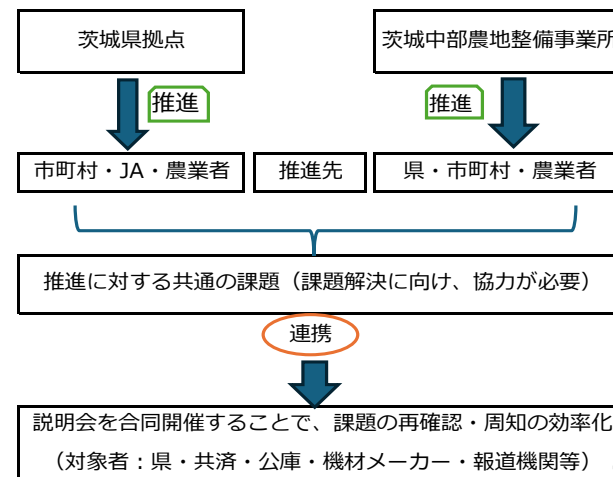 茨城県拠点
茨城中部農地整備事業所
推進
推進
市町村・JA・農業者
推進先
県・市町村・農業者
推進に対する共通の課題（課題解決に向け、協力が必要）
連携
説明会を合同開催することで、課題の再確認・周知の効率化
（対象者：県・共済・公庫・機材メーカー・報道機関等）